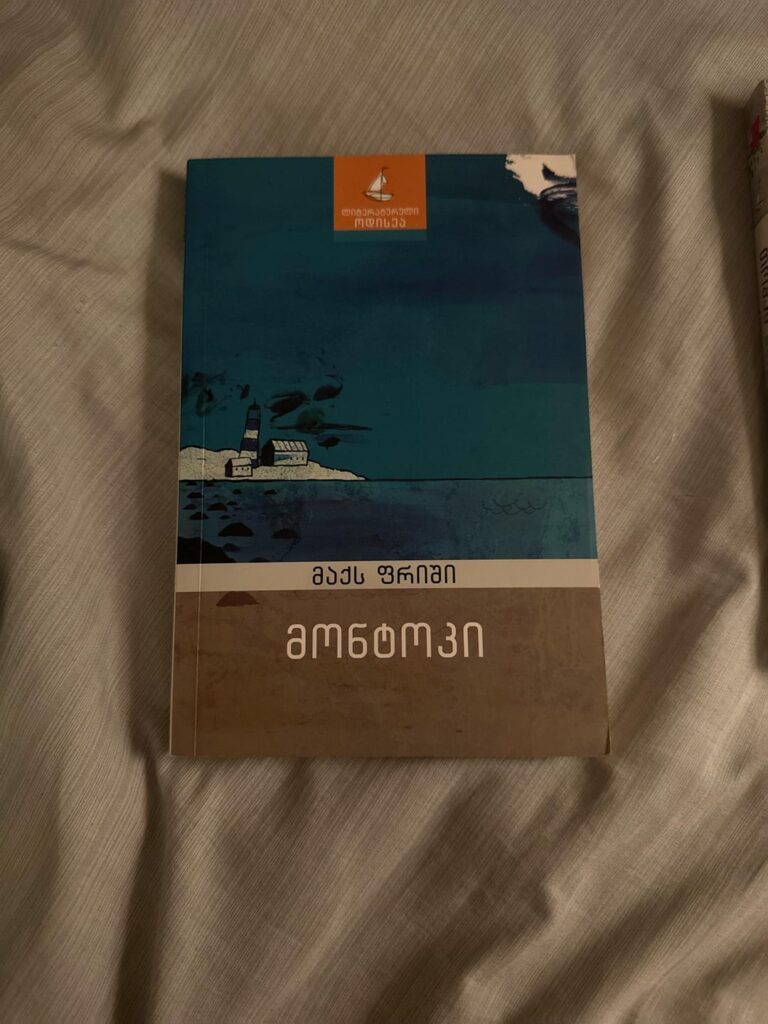 ლიტერატურული
ოდისეა
მაქს ფრიში
მონტოკი